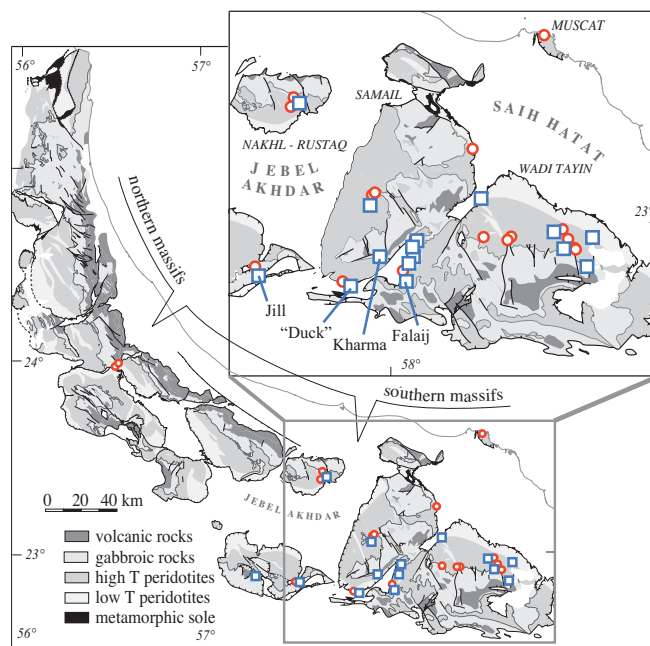 56°
57°
MUSCAT
SAMAIL
SAIH HATAT
NAKHL - RUSTAQ
JEBEL
AKHDAR
WADI TAYIN
23°
northern massifs
Jill
"Duck"
Kharma
Falaij
58°
24°
southern massifs
0 20 40 km
JEBEL AKHDAR
volcanic rocks
gabbroic rocks
high T peridotites
low T peridotites
metamorphic sole
23°
56°
57°